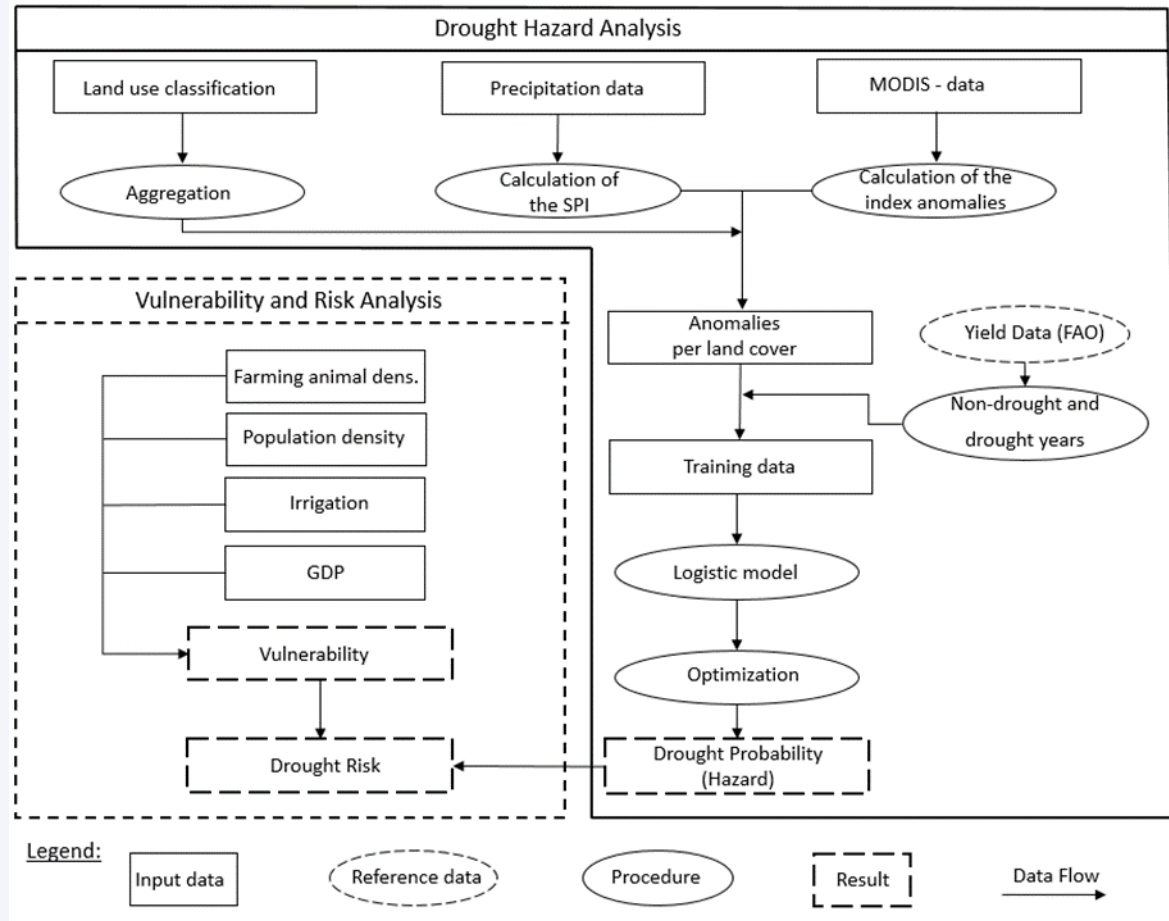 Drought Hazard Analysis
Land use classification
Precipitation data
MODIS - data
Aggregation
Calculation of
the SPI
Calculation of the
index anomalies
Vulnerability and Risk Analysis
Farming animal dens.
Population density
Irrigation
GDP
Vulnerability
Drought Risk
Anomalies
per land cover
Yield Data (FAO)
Non-drought and
drought years
Training data
Logistic model
Optimization
Drought Probability
(Hazard)
Legend:
Input data
Reference data
Procedure
Result
Data Flow